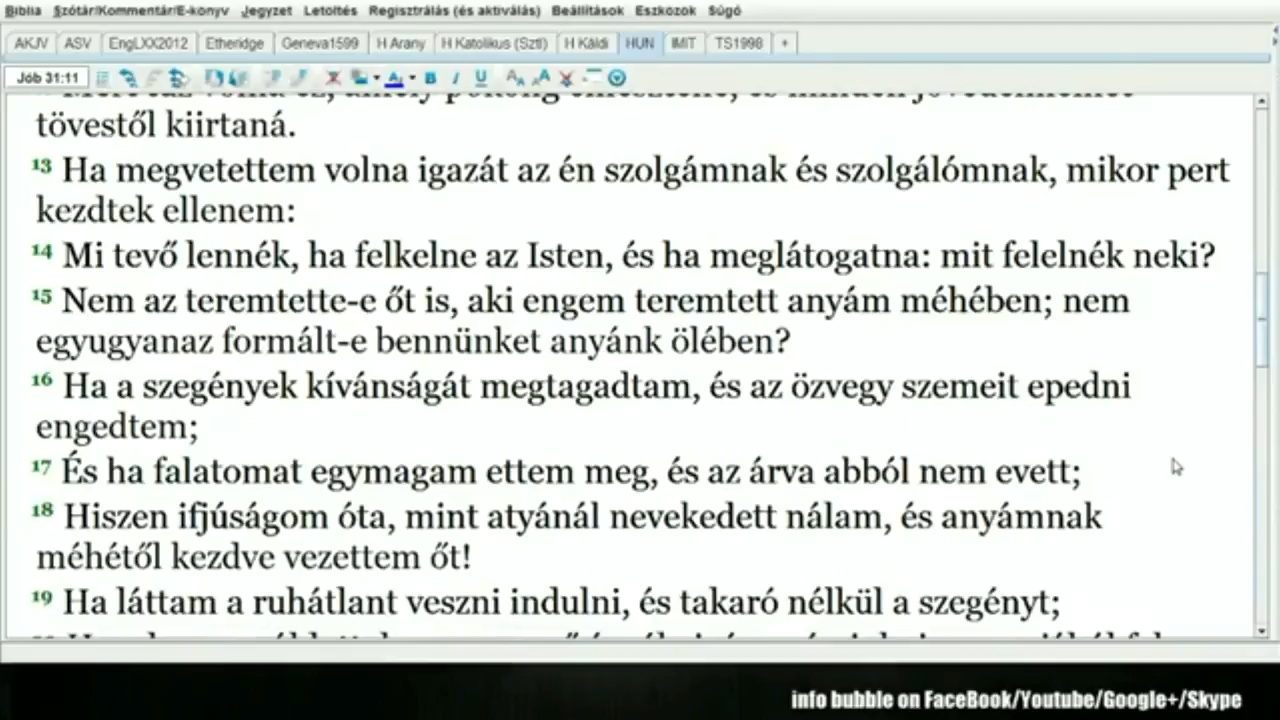 Biblia Szótár/Kommentár/E-könyv Jegyzet Letöltés Regisztrálás (és aktiválás) Beállítások Eszközök Súgó
AKJV ASV EngLXX2012 Etheridge Geneva1599 H Arany H Katolikus (SztI) H Káldi HUN IMIT TS1998 +
Jób 31:11
tövestől kiirtaná.
13 Ha megvetettem volna igazát az én szolgámnak és szolgálómnak, mikor pert
kezdtek ellenem:
14 Mi tevő lennék, ha felkelne az Isten, és ha meglátogatna: mit felelnék neki?
15 Nem az teremtette-e őt is, aki engem teremtett anyám méhében; nem
egyugyanaz formált-e bennünket anyánk ölében?
16 Ha a szegények kívánságát megtagadtam, és az özvegy szemeit epedni
engedtem;
17 És ha falatomat egymagam ettem meg, és az árva abból nem evett;
18 Hiszen ifjúságom óta, mint atyánál nevekedett nálam, és anyámnak
méhétől kezdve vezettem őt!
19 Ha láttam a ruhátlant veszni indulni, és takaró nélkül a szegényt;
info bubble on FaceBook/Youtube/Google+/Skype